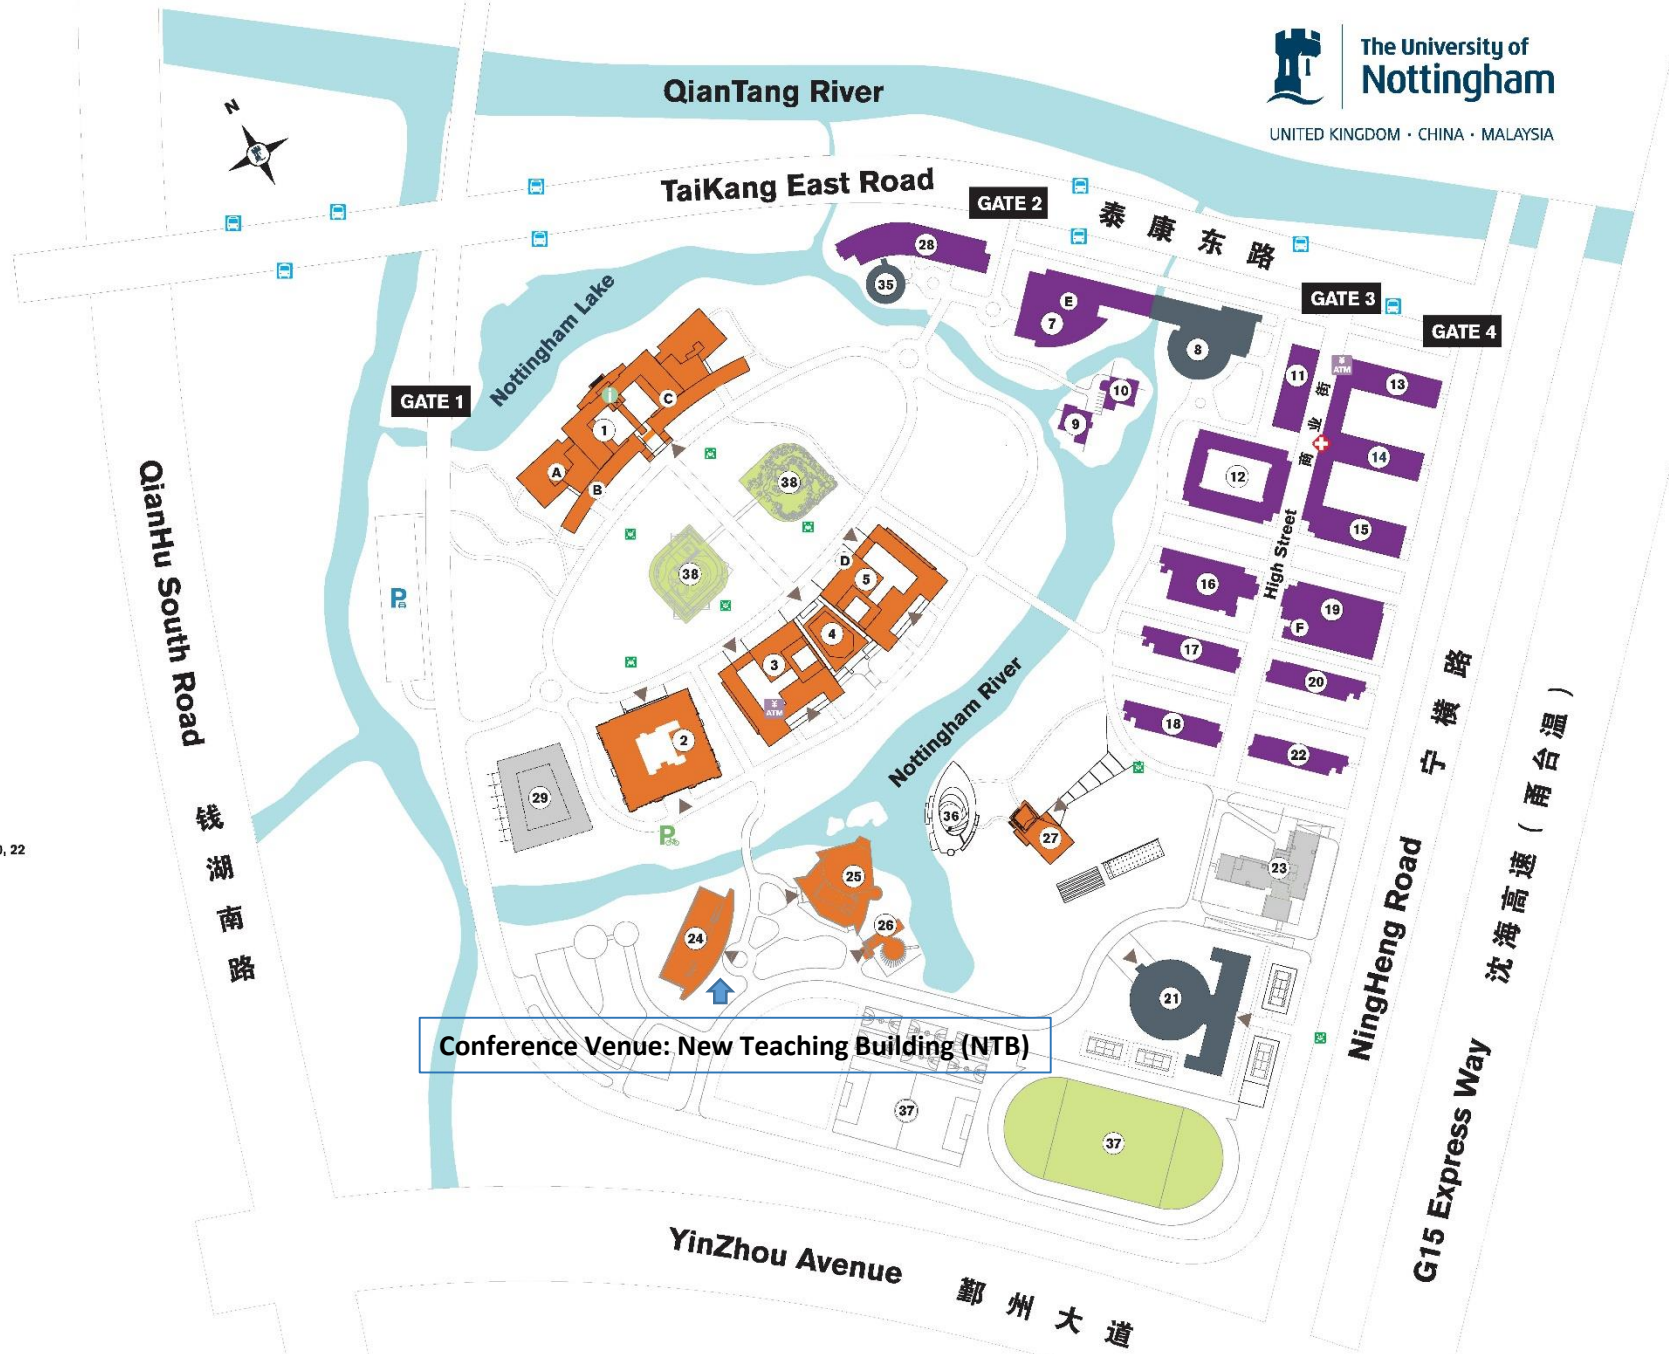 The University of
Nottingham
UNITED KINGDOM · CHINA · MALAYSIA
QianTang River
N
TaiKang East Road
GATE 2
泰康东路
28
35
E
7
GATE 3
GATE 4
8
Nottingham Lake
GATE 1
i
C
1
A
B
10
9
11
ATM
13
商业街
14
12
15
High Street
38
38
D
5
4
3
ATM
2
29
P
P
QianHu South Road
钱湖南路
16
19
F
17
20
18
22
Nottingham River
36
27
23
25
26
24
21
0, 22
Conference Venue: New Teaching Building (NTB)
37
37
NingHeng Road
宁横路
G15 Express Way
沈海高速（甬台温）
YinZhou Avenue
鄞州大道